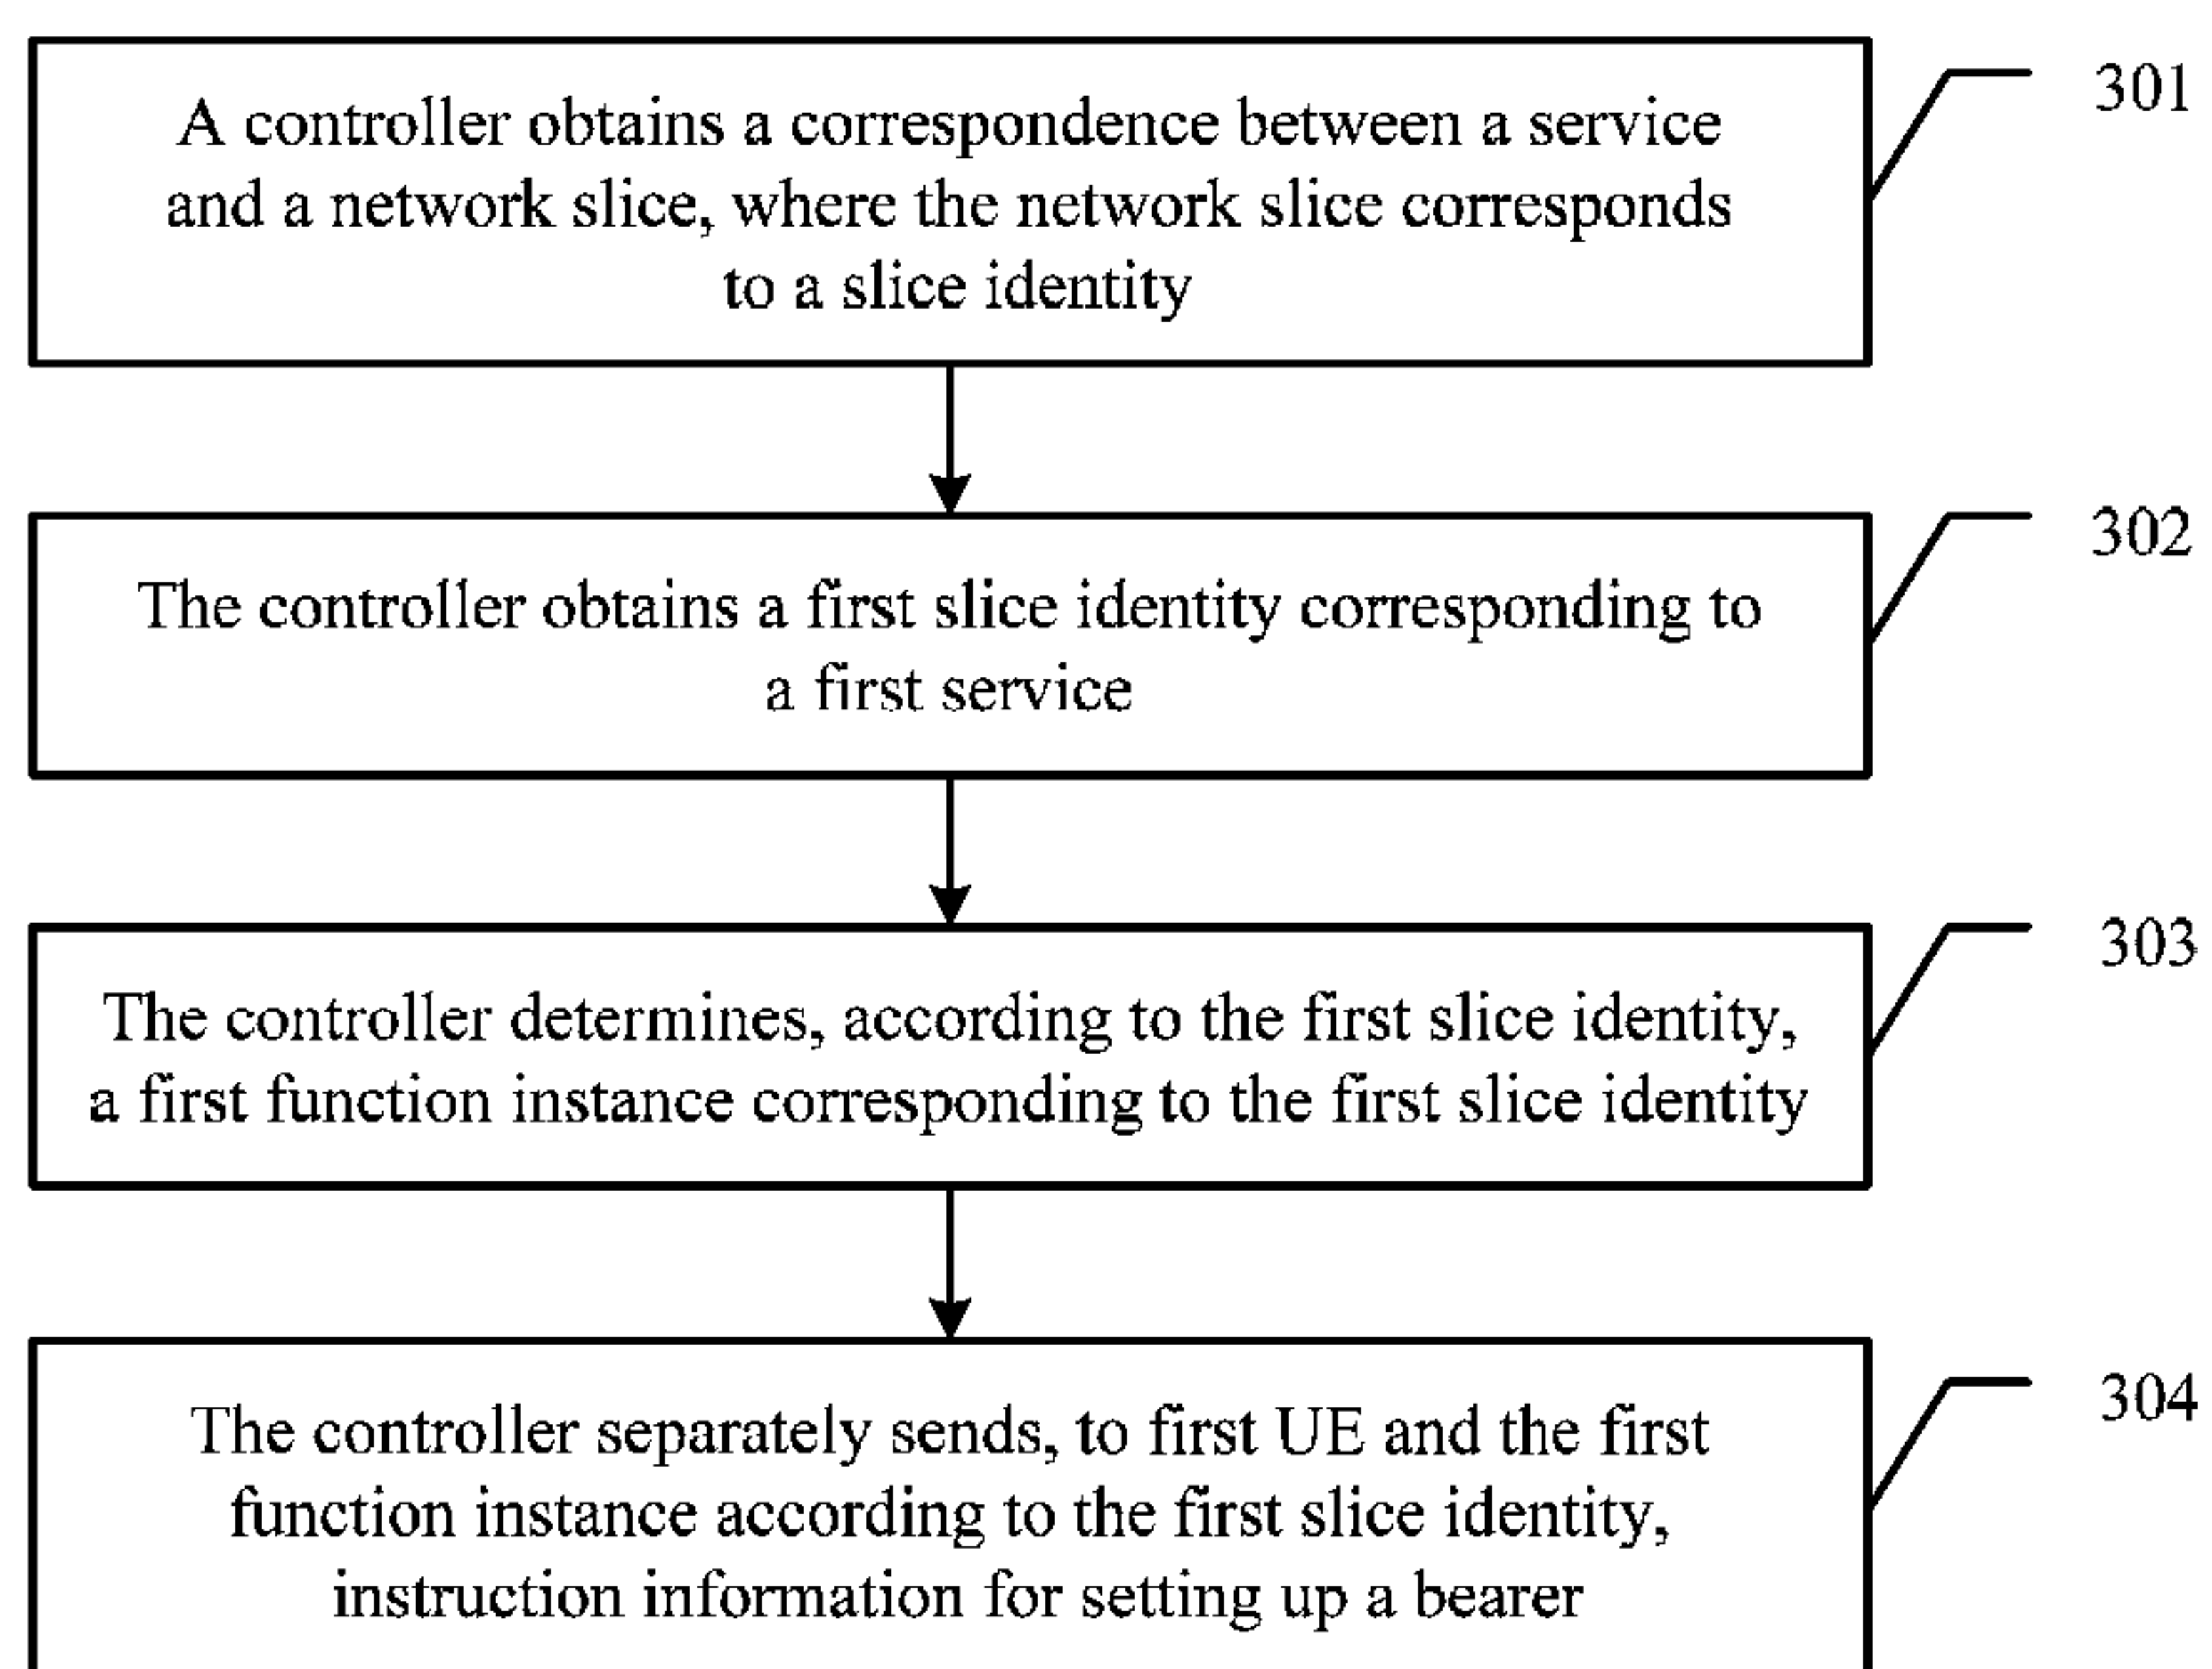 A controller obtains a correspondence between a service
and a network slice, where the network slice corresponds
to a slice identity
301
The controller obtains a first slice identity corresponding to
a first service
302
The controller determines, according to the first slice identity,
a first function instance corresponding to the first slice identity
303
The controller separately sends, to first UE and the first
function instance according to the first slice identity,
instruction information for setting up a bearer
304